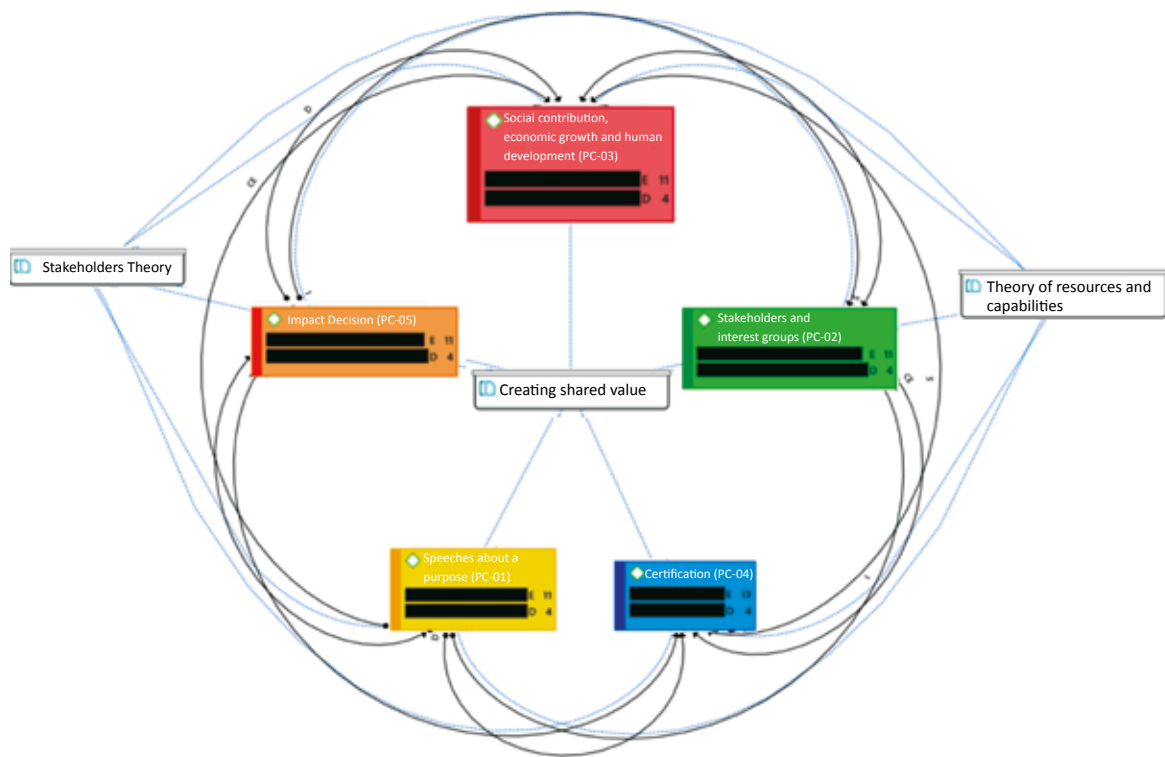 D
CE
Social contribution,
economic growth and human
development (PC-03)
E 11
D 4
Stakeholders Theory
Theory of resources and
capabilities
Impact Decision (PC-05)
E 11
D 4
Stakeholders and
interest groups (PC-02)
E 11
D 4
CE
S
Creating shared value
Speeches about a
purpose (PC-01)
E 11
D 4
Certification (PC-04)
E 13
D 4
I
D